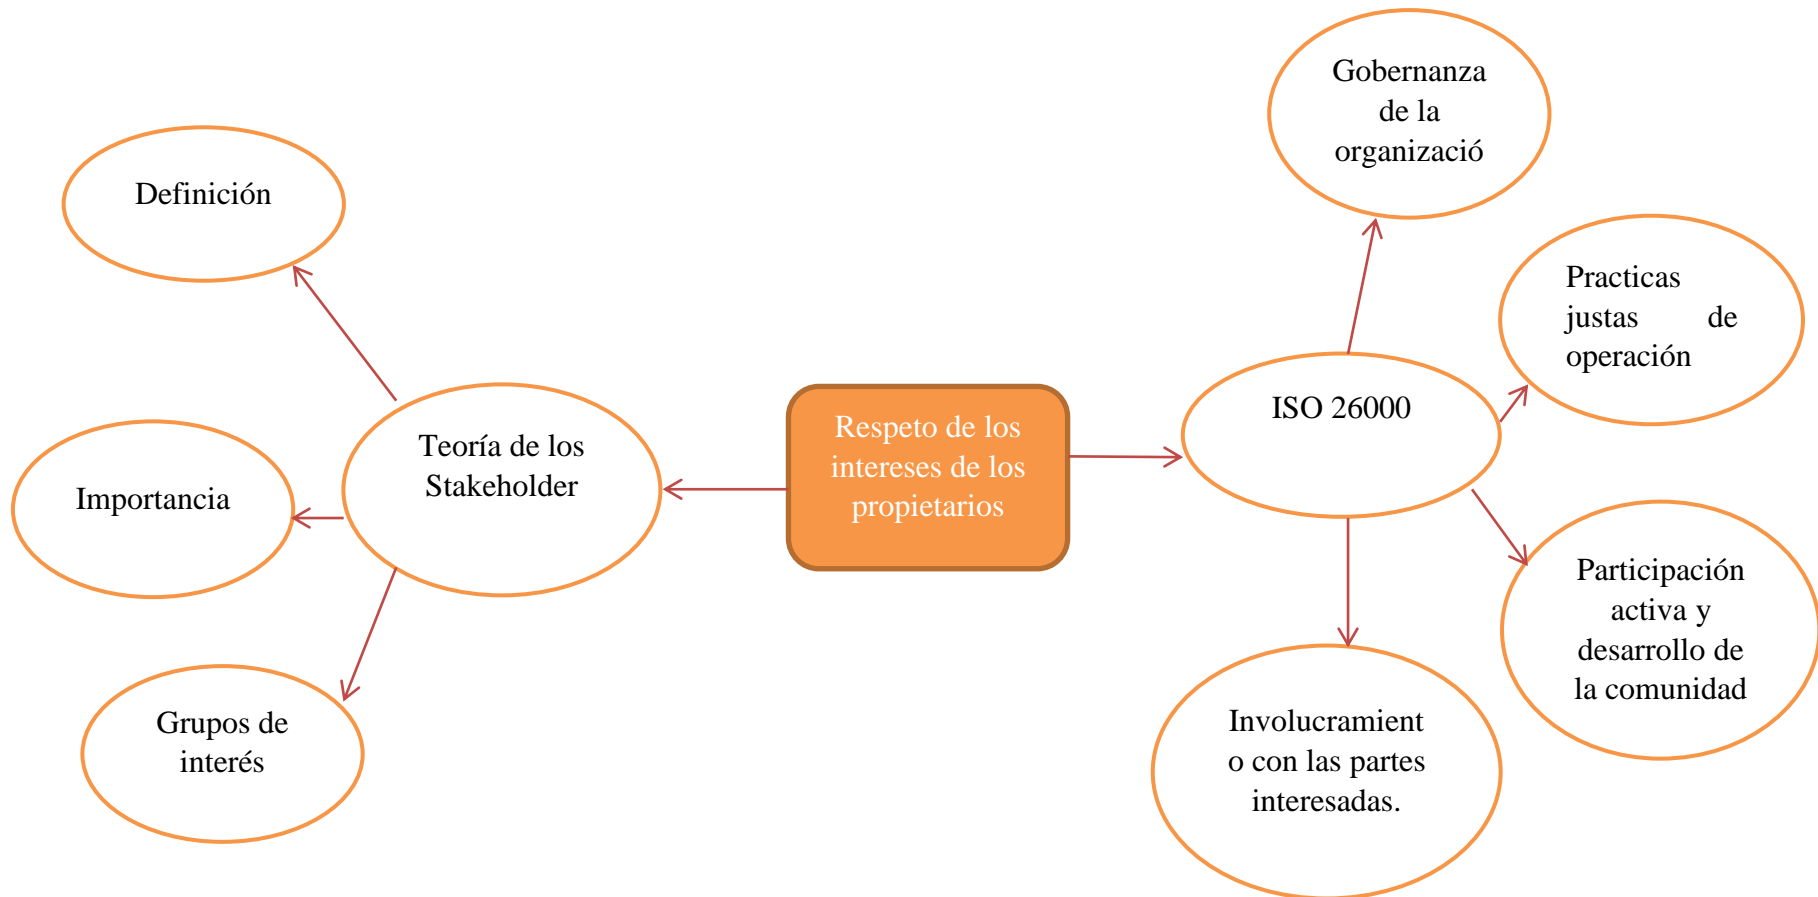 Definición
Importancia
Grupos de
interés
Teoría de los
Stakeholder
Respeto de los
intereses de los
propietarios
ISO 26000
Gobernanza
de la
organizació
Practicas
justas de
operación
Participación
activa y
desarrollo de
la comunidad
Involucramient
o con las partes
interesadas.